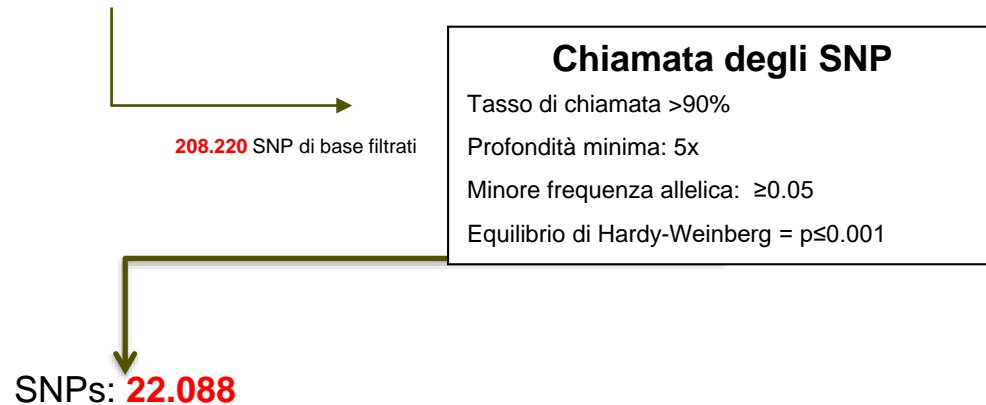 Chiamata degli SNP
Tasso di chiamata >90%
208.220 SNP di base filtrati
Profondità minima: 5x
Minore frequenza allelica: ≥0.05
Equilibrio di Hardy-Weinberg = p≤0.001
SNPs: 22.088